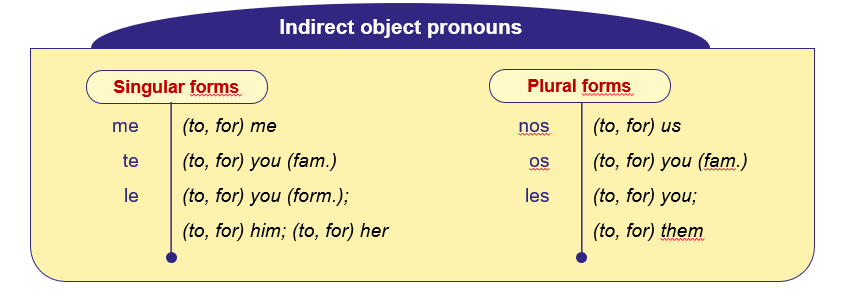 Indirect object pronouns
Singular forms
me (to, for) me
te (to, for) you (fam.)
le (to, for) you (form.);
(to, for) him; (to, for) her
Plural forms
nos (to, for) us
os (to, for) you (fam.)
les (to, for) you;
(to, for) them